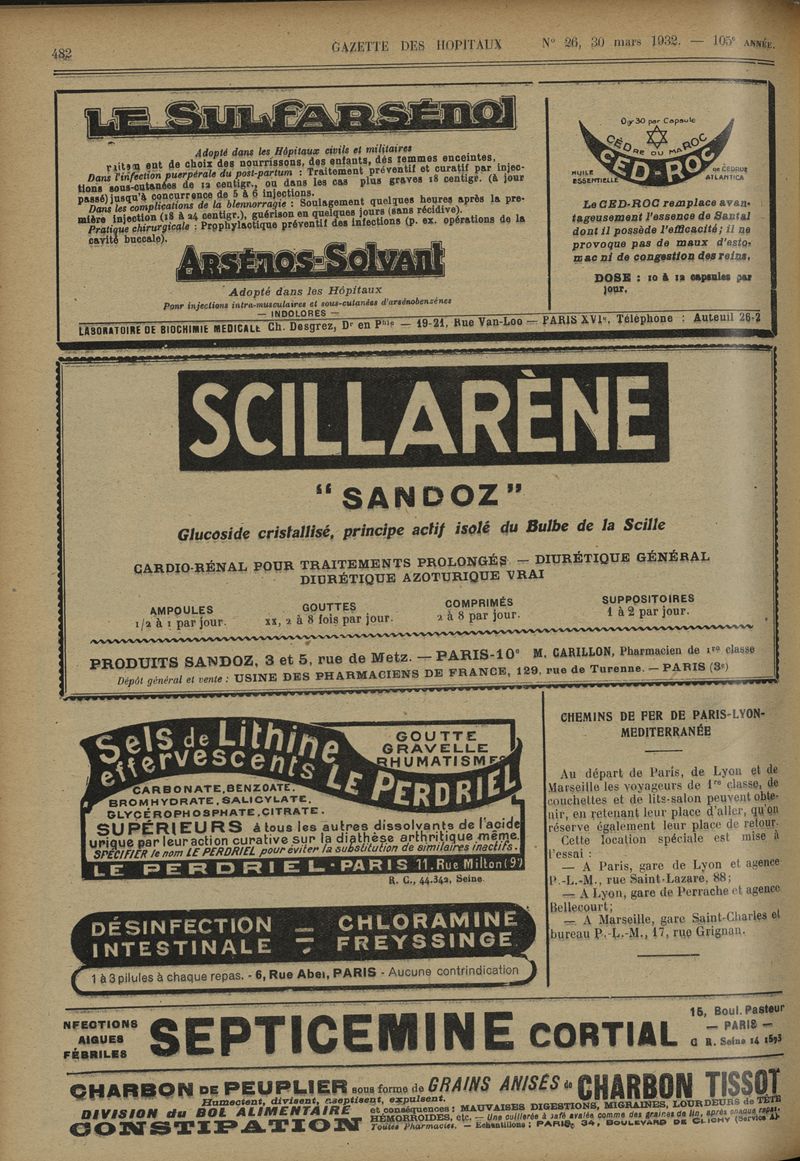 482
GAZETTE DES HOPITAUX
Nº 26, 30 mars 1932. — 105e ANNÉE.
LE SULFARSÉNOL
Adopté dans les Hôpitaux civils et militaires
raitem ent de choix des nourrissons, des enfants, des femmes enceintes,
Dans l'infection puerpérale du post-partum : Traitement préventif et curatif par injec-
tions sous-cutanées de 12 centigr., ou dans les cas plus graves 18 centigr. (à jour
passé) jusqu'à concurrence de 5 à 6 injections.
Dans les complications de la blennorragie : Soulagement quelques heures après la pre-
mière injection (18 à 24 centigr.), guérison en quelques jours (sans récidive).
Pratique chirurgicale : Prophylactique préventif des infections (p. ex. opérations de la
cavité buccale).
ARSÉNOS-SOLVANT
Adopté dans les Hôpitaux
Pour injections intra-musculaires et sous-cutanées d'arsénobenzènes
— INDOLORES —
0gr30 par Capsule
CÉDRE DU MAROC
CED-ROC
HUILE
ESSENTIELLE
DE CEDRUS
ATLANTICA
Le CED-ROC remplace avan-
tageusement l'essence de Santal
dont il possède l'efficacité; il ne
provoque pas de maux d'esto-
mac ni de congestion des reins.
DOSE : 10 à 12 capsules par
jour.
LABORATOIRE DE BIOCHIMIE MEDICALE Ch. Desgrez, Dr en Phie — 19-21, Rue Van-Loo — PARIS XVIe, Téléphone : Auteuil 26-2
SCILLARÈNE
“ SANDOZ ”
Glucoside cristallisé, principe actif isolé du Bulbe de la Scille
CARDIO-RÉNAL POUR TRAITEMENTS PROLONGÉS — DIURÉTIQUE GÉNÉRAL
DIURÉTIQUE AZOTURIQUE VRAI
AMPOULES
1/2 à 1 par jour.
GOUTTES
XX, 2 à 8 fois par jour.
COMPRIMÉS
2 à 8 par jour.
SUPPOSITOIRES
1 à 2 par jour.
PRODUITS SANDOZ, 3 et 5, rue de Metz. — PARIS-10e M. CARILLON, Pharmacien de 1re classe
Dépôt général et vente : USINE DES PHARMACIENS DE FRANCE, 129, rue de Turenne. — PARIS (3e)
Sels de Lithine
effervescents LE PERDRIEL
GOUTTE
GRAVELLE
RHUMATISME
CARBONATE, BENZOATE.
BROMHYDRATE, SALICYLATE.
GLYCÉROPHOSPHATE, CITRATE.
SUPÉRIEURS à tous les autres dissolvants de l'acide
urique par leur action curative sur la diathèse arthritique même.
SPÉCIFIER le nom LE PERDRIEL pour éviter la substitution de similaires inactifs.
LE PERDRIEL - PARIS 11, Rue Milton (9e)
R. C., 44.342, Seine.
DÉSINFECTION — CHLORAMINE
INTESTINALE — FREYSSINGE
1 à 3 pilules à chaque repas. - 6, Rue Abel, PARIS - Aucune contrindication
CHEMINS DE FER DE PARIS-LYON-
MEDITERRANÉE
Au départ de Paris, de Lyon et de
Marseille les voyageurs de 1re classe, de
couchettes et de lits-salon peuvent obte-
nir, en retenant leur place d'aller, qu'on
réserve également leur place de retour.
Cette location spéciale est mise à
l'essai :
— A Paris, gare de Lyon et agence
P.-L.-M., rue Saint-Lazare, 88;
— A Lyon, gare de Perrache et agence
Bellecourt;
— A Marseille, gare Saint-Charles et
bureau P.-L.-M., 17, rue Grignan.
NFECTIONS
AIGUES
FÉBRILES
SEPTICEMINE CORTIAL
15, Boul. Pasteur
— PARIS —
R. Seine
CHARBON DE PEUPLIER sous forme de GRAINS ANISÉS de CHARBON TISSOT
Humectent, divisent, antiseptisent, expulsent.
DIVISION du BOL ALIMENTAIRE
CONSTIPATION
et conséquences : MAUVAISES DIGESTIONS, MIGRAINES, LOURDEURS de TÊTE
HÉMORROIDES, etc. — Une cuillerée à café avalée comme des graines de lin, après chaque repas.
Toutes Pharmacies. — Echantillons : PARIS, 34, BOULEVARD DE CLICHY (Service A).